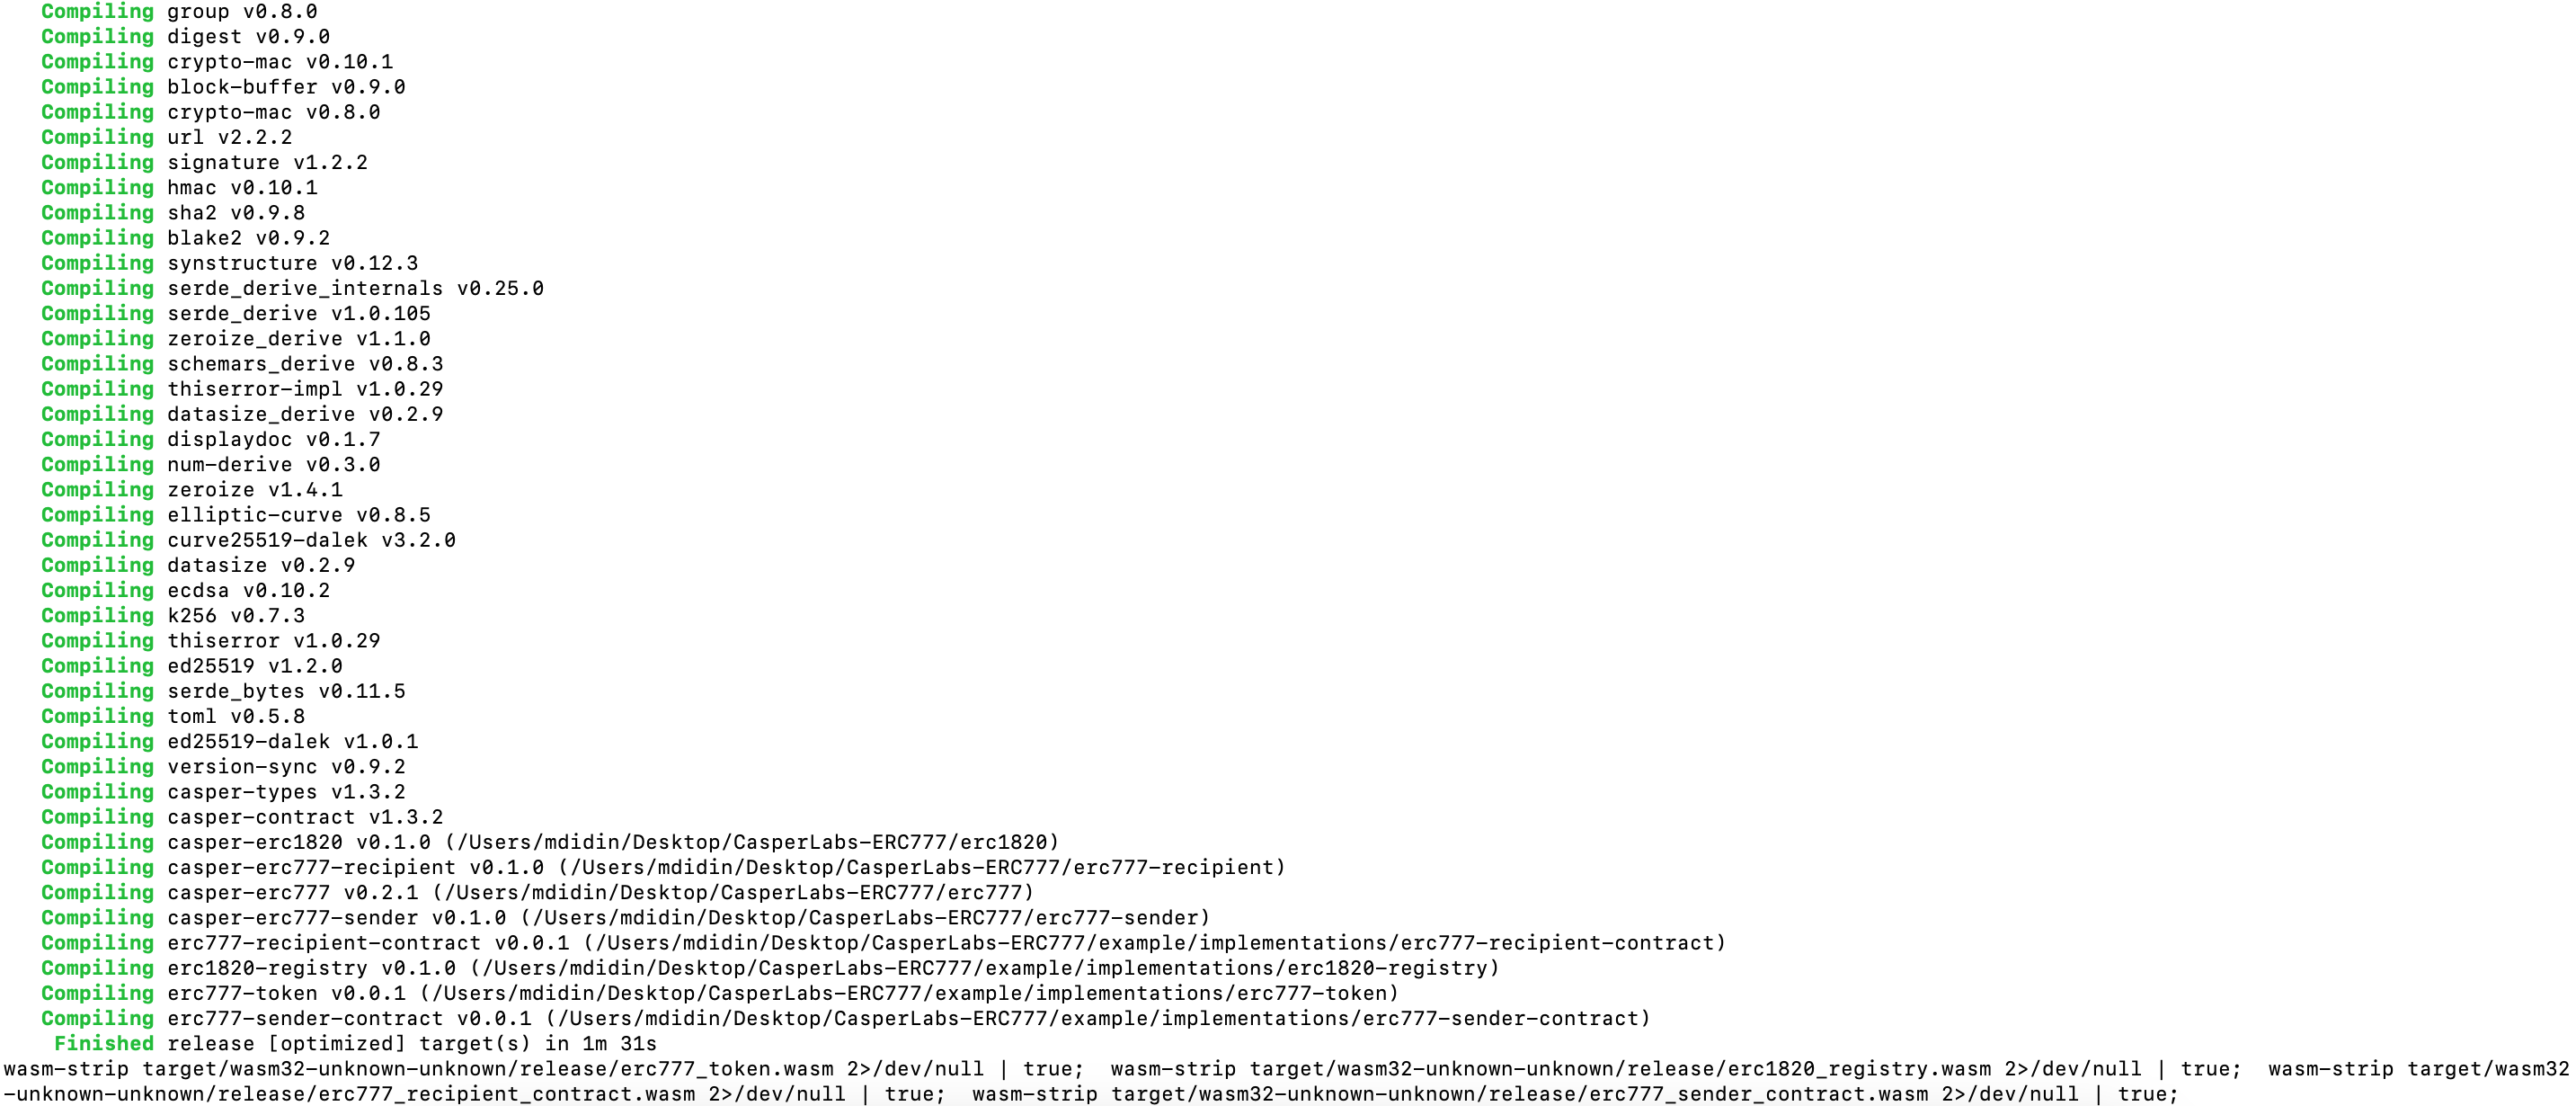 Compiling group v0.8.0
Compiling digest v0.9.0
Compiling crypto-mac v0.10.1
Compiling block-buffer v0.9.0
Compiling crypto-mac v0.8.0
Compiling url v2.2.2
Compiling signature v1.2.2
Compiling hmac v0.10.1
Compiling sha2 v0.9.8
Compiling blake2 v0.9.2
Compiling synstructure v0.12.3
Compiling serde_derive_internals v0.25.0
Compiling serde_derive v1.0.105
Compiling zeroize_derive v1.1.0
Compiling schemars_derive v0.8.3
Compiling thiserror-impl v1.0.29
Compiling datasize_derive v0.2.9
Compiling displaydoc v0.1.7
Compiling num-derive v0.3.0
Compiling zeroize v1.4.1
Compiling elliptic-curve v0.8.5
Compiling curve25519-dalek v3.2.0
Compiling datasize v0.2.9
Compiling ecdsa v0.10.2
Compiling k256 v0.7.3
Compiling thiserror v1.0.29
Compiling ed25519 v1.2.0
Compiling serde_bytes v0.11.5
Compiling toml v0.5.8
Compiling ed25519-dalek v1.0.1
Compiling version-sync v0.9.2
Compiling casper-types v1.3.2
Compiling casper-contract v1.3.2
Compiling casper-erc1820 v0.1.0 (/Users/mdidin/Desktop/CasperLabs-ERC777/erc1820)
Compiling casper-erc777-recipient v0.1.0 (/Users/mdidin/Desktop/CasperLabs-ERC777/erc777-recipient)
Compiling casper-erc777 v0.2.1 (/Users/mdidin/Desktop/CasperLabs-ERC777/erc777)
Compiling casper-erc777-sender v0.1.0 (/Users/mdidin/Desktop/CasperLabs-ERC777/erc777-sender)
Compiling erc777-recipient-contract v0.0.1 (/Users/mdidin/Desktop/CasperLabs-ERC777/example/implementations/erc777-recipient-contract)
Compiling erc1820-registry v0.1.0 (/Users/mdidin/Desktop/CasperLabs-ERC777/example/implementations/erc1820-registry)
Compiling erc777-token v0.0.1 (/Users/mdidin/Desktop/CasperLabs-ERC777/example/implementations/erc777-token)
Compiling erc777-sender-contract v0.0.1 (/Users/mdidin/Desktop/CasperLabs-ERC777/example/implementations/erc777-sender-contract)
Finished release [optimized] target(s) in 1m 31s
wasm-strip target/wasm32-unknown-unknown/release/erc777_token.wasm 2>/dev/null | true;  wasm-strip target/wasm32-unknown-unknown/release/erc1820_registry.wasm 2>/dev/null | true;  wasm-strip target/wasm32
-unknown-unknown/release/erc777_recipient_contract.wasm 2>/dev/null | true;  wasm-strip target/wasm32-unknown-unknown/release/erc777_sender_contract.wasm 2>/dev/null | true;